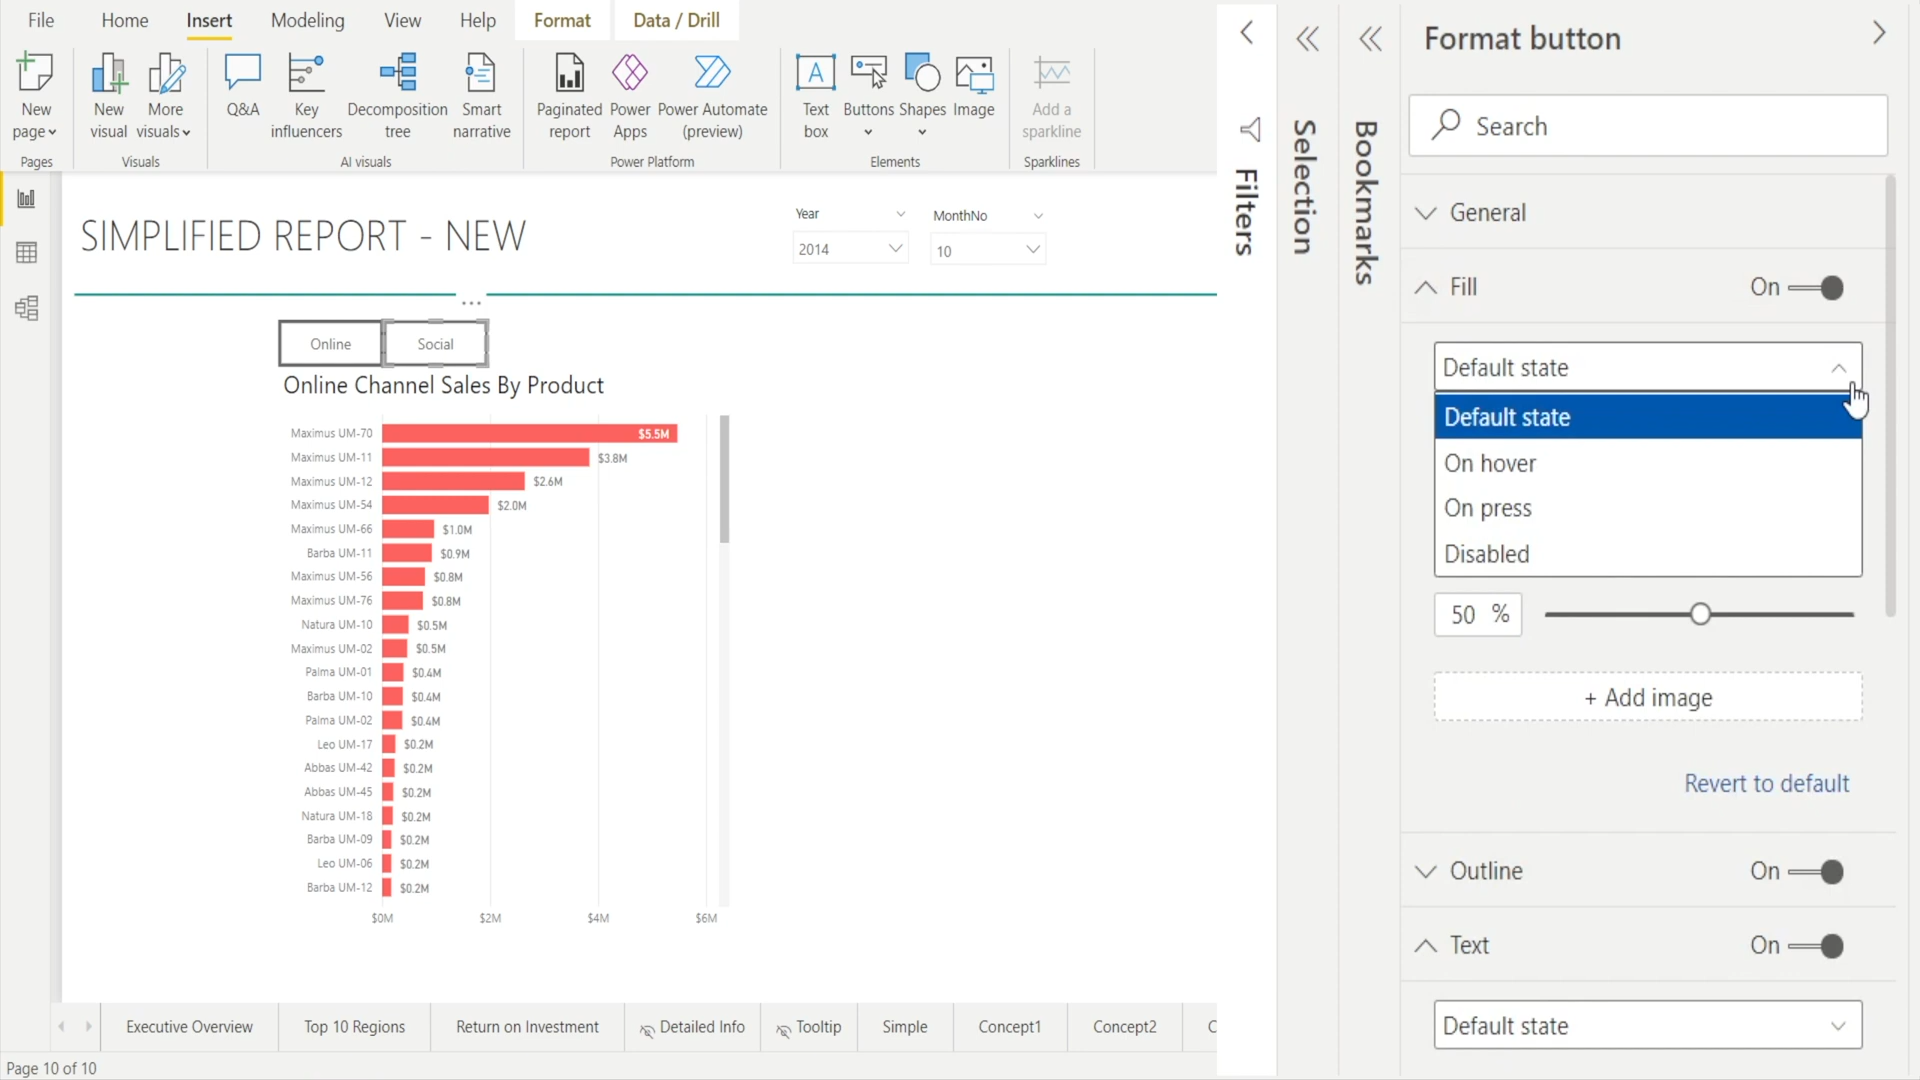 File Home Insert Modeling View Help Format Data / Drill
New page
New visual
More visuals
Q&A
Key influencers
Decomposition tree
Smart narrative
Paginated report
Power Apps
Power Automate (preview)
Text box
Buttons
Shapes
Image
Add a sparkline
Pages Visuals AI visuals Power Platform Elements Sparklines
SIMPLIFIED REPORT - NEW
Year
2014
MonthNo
10
Online Social
Online Channel Sales By Product
Maximus UM-70 $5.5M
Maximus UM-11 $3.8M
Maximus UM-12 $2.6M
Maximus UM-54 $2.0M
Maximus UM-66 $1.0M
Barba UM-11 $0.9M
Maximus UM-56 $0.8M
Maximus UM-76 $0.8M
Natura UM-10 $0.5M
Maximus UM-02 $0.5M
Palma UM-01 $0.4M
Barba UM-10 $0.4M
Palma UM-02 $0.4M
Leo UM-17 $0.2M
Abbas UM-42 $0.2M
Abbas UM-45 $0.2M
Natura UM-18 $0.2M
Barba UM-09 $0.2M
Leo UM-06 $0.2M
Barba UM-12 $0.2M
$0M $2M $4M $6M
Executive Overview Top 10 Regions Return on Investment Detailed Info Tooltip Simple Concept1 Concept2 C
Page 10 of 10
Filters
Selection
Bookmarks
Format button
Search
General
Fill On
Default state
Default state
On hover
On press
Disabled
50 %
+ Add image
Revert to default
Outline On
Text On
Default state